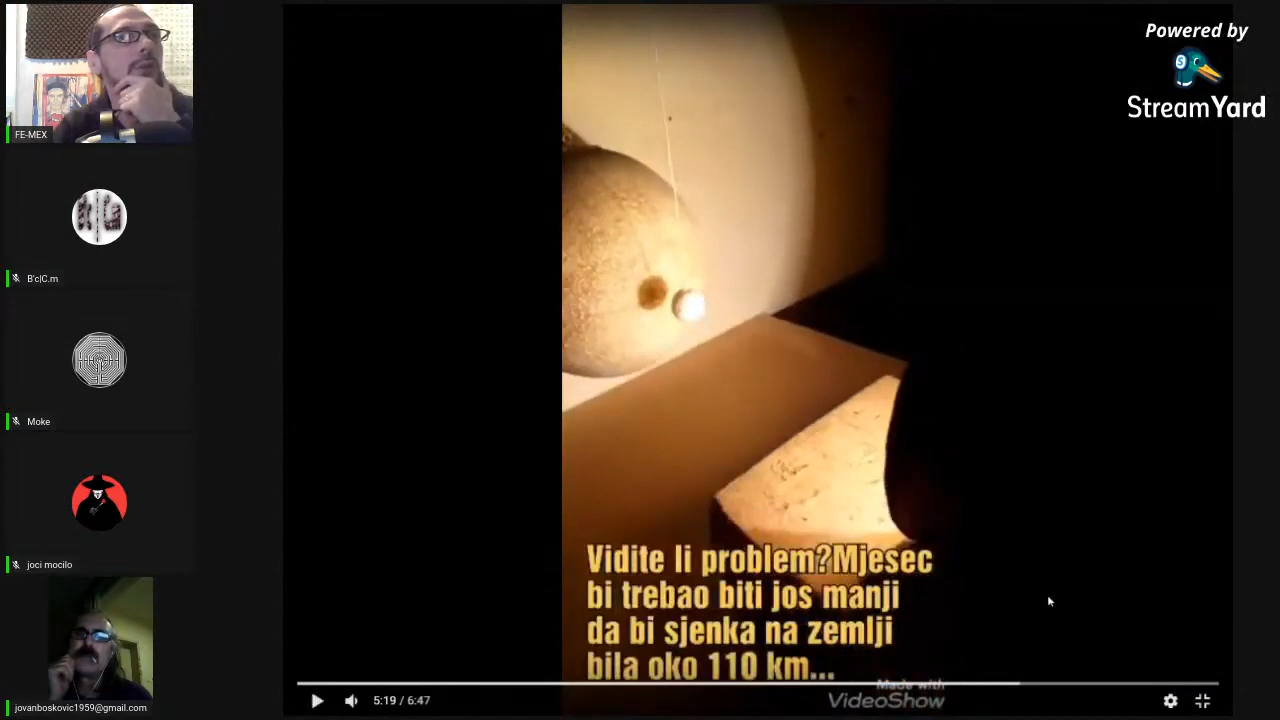 Powered by
StreamYard
FE-MEX
B'c|C.m
Moke
joci mocilo
jovanboskovic1959@gmail.com
Vidite li problem?Mjesec
bi trebao biti jos manji
da bi sjenka na zemlji
bila oko 110 km...
Made with
VideoShow
5:19 / 6:47